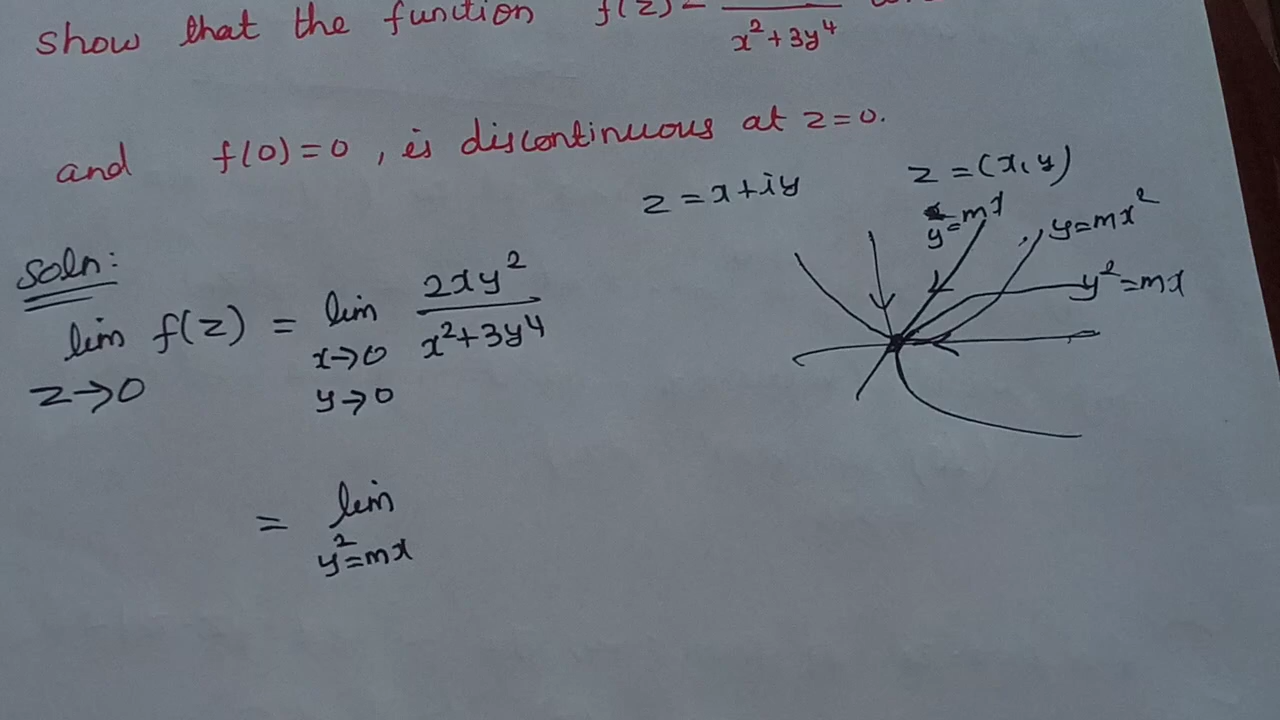 show that the function f(z) =
x²+3y⁴
and f(0)=0, is discontinuous at z=0.
z=x+iy
z=(x,y)
y=mx
y=mx²
y²=mx
Soln:
lim f(z) = lim 2xy²
z→0 x→0 x²+3y⁴
y→0
= lim
y²=mx